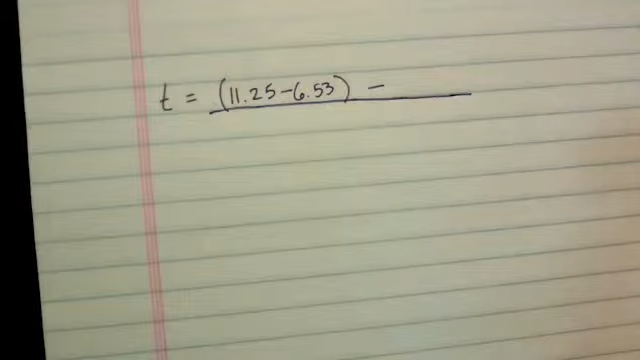 t = (11.25-6.53) -